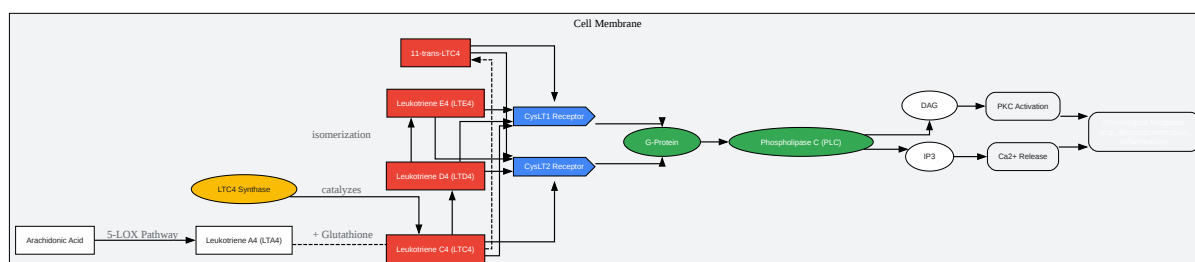 Cell Membrane
11-trans-LTC4
Leukotriene E4 (LTE4)
CysLT1 Receptor
DAG
PKC Activation
isomerization
G-Protein
Phospholipase C (PLC)
IP3
Ca2+ Release
CysLT2 Receptor
Leukotriene D4 (LTD4)
LTC4 Synthase
catalyzes
Arachidonic Acid
5-LOX Pathway
Leukotriene A4 (LTA4)
+ Glutathione
Leukotriene C4 (LTC4)